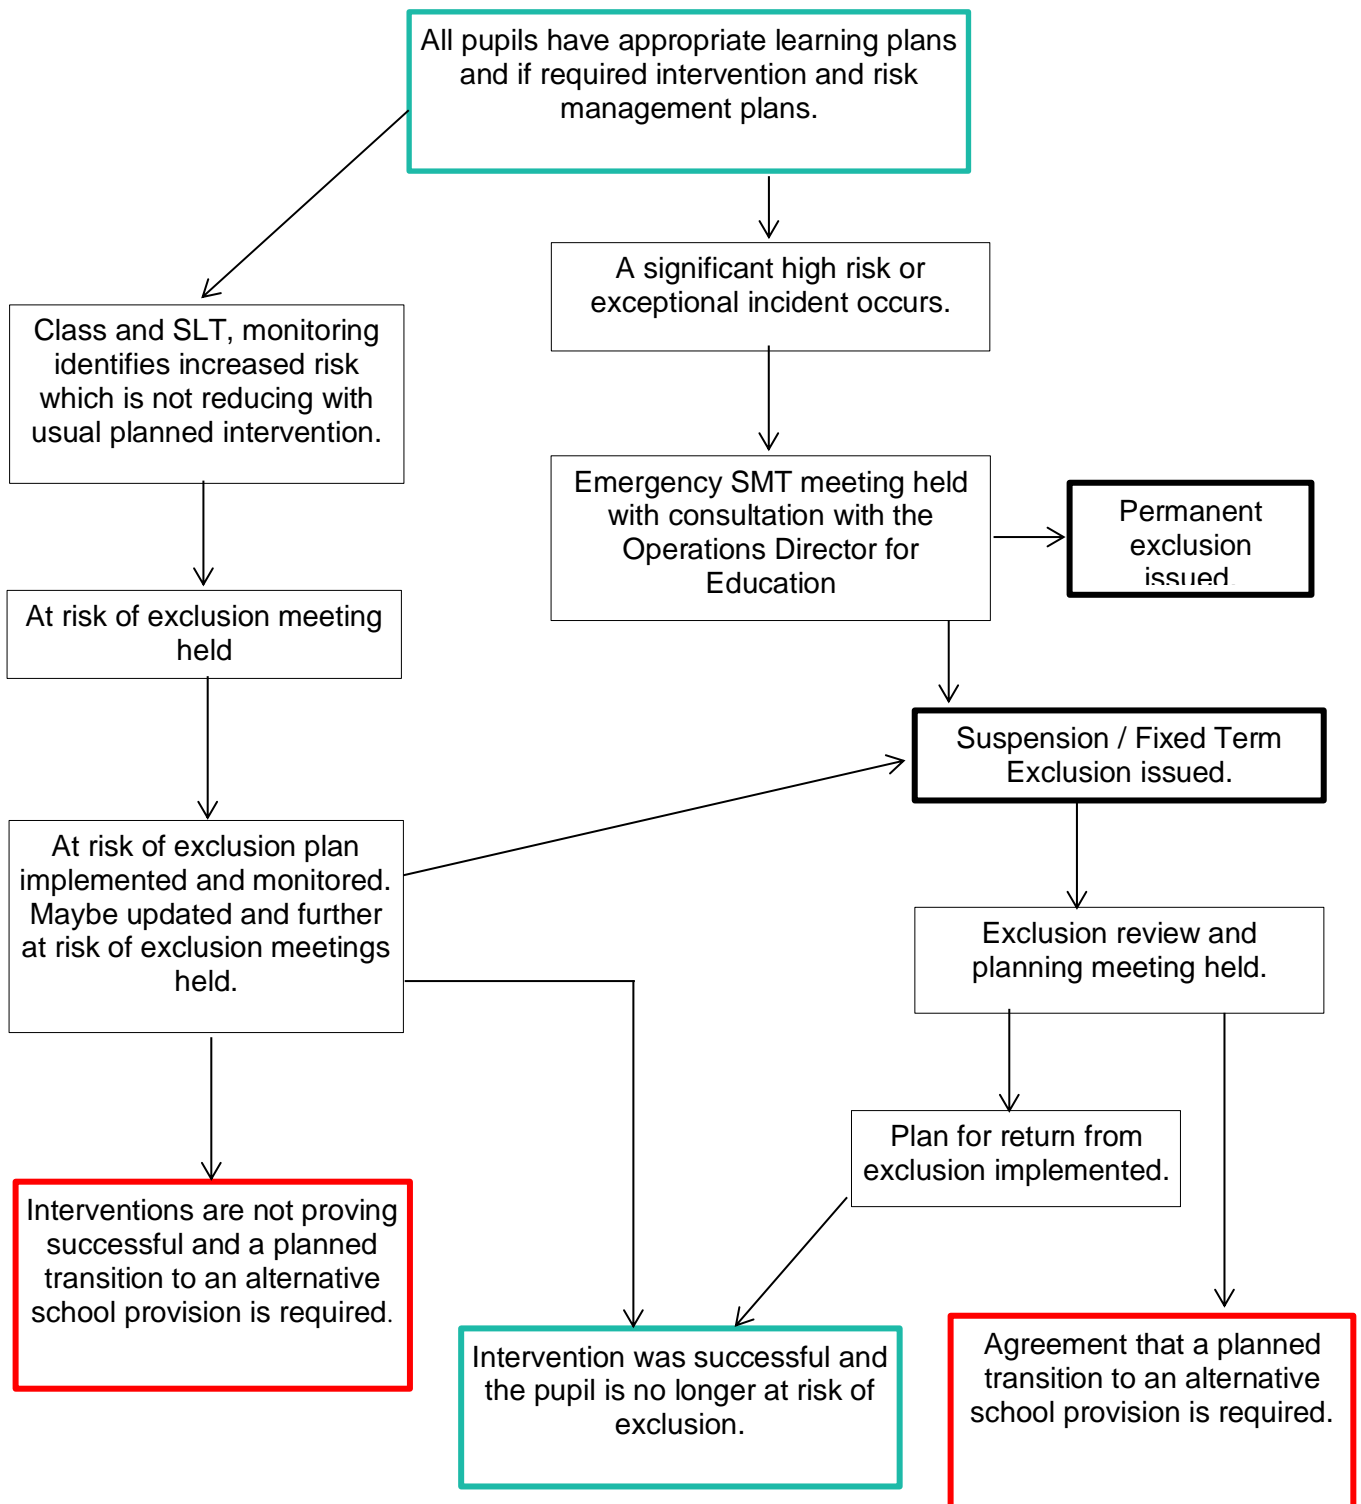 All pupils have appropriate learning plans
and if required intervention and risk
management plans.
A significant high risk or
exceptional incident occurs.
Class and SLT, monitoring
identifies increased risk
which is not reducing with
usual planned intervention.
Emergency SMT meeting held
with consultation with the
Operations Director for
Education
Permanent
exclusion
issued.
At risk of exclusion meeting
held
Suspension / Fixed Term
Exclusion issued.
At risk of exclusion plan
implemented and monitored.
Maybe updated and further
at risk of exclusion meetings
held.
Exclusion review and
planning meeting held.
Plan for return from
exclusion implemented.
Interventions are not proving
successful and a planned
transition to an alternative
school provision is required.
Intervention was successful and
the pupil is no longer at risk of
exclusion.
Agreement that a planned
transition to an alternative
school provision is required.